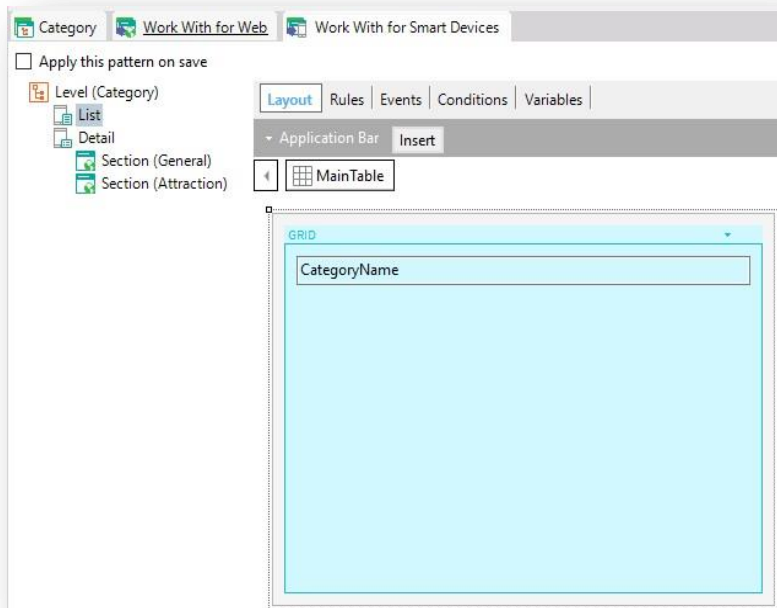 Category Work With for Web Work With for Smart Devices
Apply this pattern on save
Level (Category)
List
Detail
Section (General)
Section (Attraction)
Layout Rules Events Conditions Variables
Application Bar Insert
MainTable
GRID
CategoryName